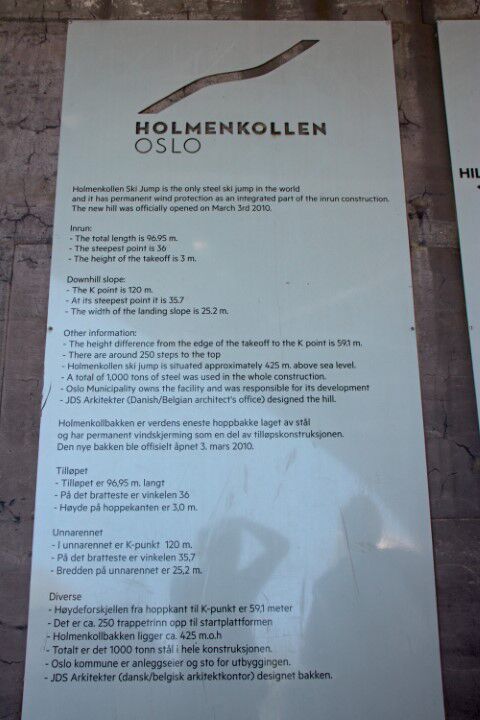 HOLMENKOLLEN
OSLO
Holmenkollen Ski Jump is the only steel ski jump in the world
and it has permanent wind protection as an integrated part of the inrun construction.
The new hill was officially opened on March 3rd 2010.
Inrun:
- The total length is 96.95 m.
- The steepest point is 36
- The height of the takeoff is 3 m.
Downhill slope:
- The K point is 120 m.
- At its steepest point it is 35.7
- The width of the landing slope is 25.2 m.
Other information:
- The height difference from the edge of the takeoff to the K point is 59.1 m.
- There are around 250 steps to the top
- Holmenkollen ski jump is situated approximately 425 m. above sea level.
- A total of 1,000 tons of steel was used in the whole construction.
- Oslo Municipality owns the facility and was responsible for its development
- JDS Arkitekter (Danish/Belgian architect's office) designed the hill.
Holmenkollbakken er verdens eneste hoppbakke laget av stål
og har permanent vindskjerming som en del av tilløpskonstruksjonen.
Den nye bakken ble offisielt åpnet 3. mars 2010.
Tilløpet
- Tilløpet er 96,95 m. langt
- På det bratteste er vinkelen 36
- Høyde på hoppekanten er 3,0 m.
Unnarennet
- I unnarennet er K-punkt 120 m.
- På det bratteste er vinkelen 35,7
- Bredden på unnarennet er 25,2 m.
Diverse
- Høydeforskjellen fra hoppkant til K-punkt er 59,1 meter
- Det er ca. 250 trappetrinn opp til startplattformen
- Holmenkollbakken ligger ca. 425 m.o.h
- Totalt er det 1000 tonn stål i hele konstruksjonen.
- Oslo kommune er anleggseier og sto for utbyggingen.
- JDS Arkitekter (dansk/belgisk arkitektkontor) designet bakken.
HIL